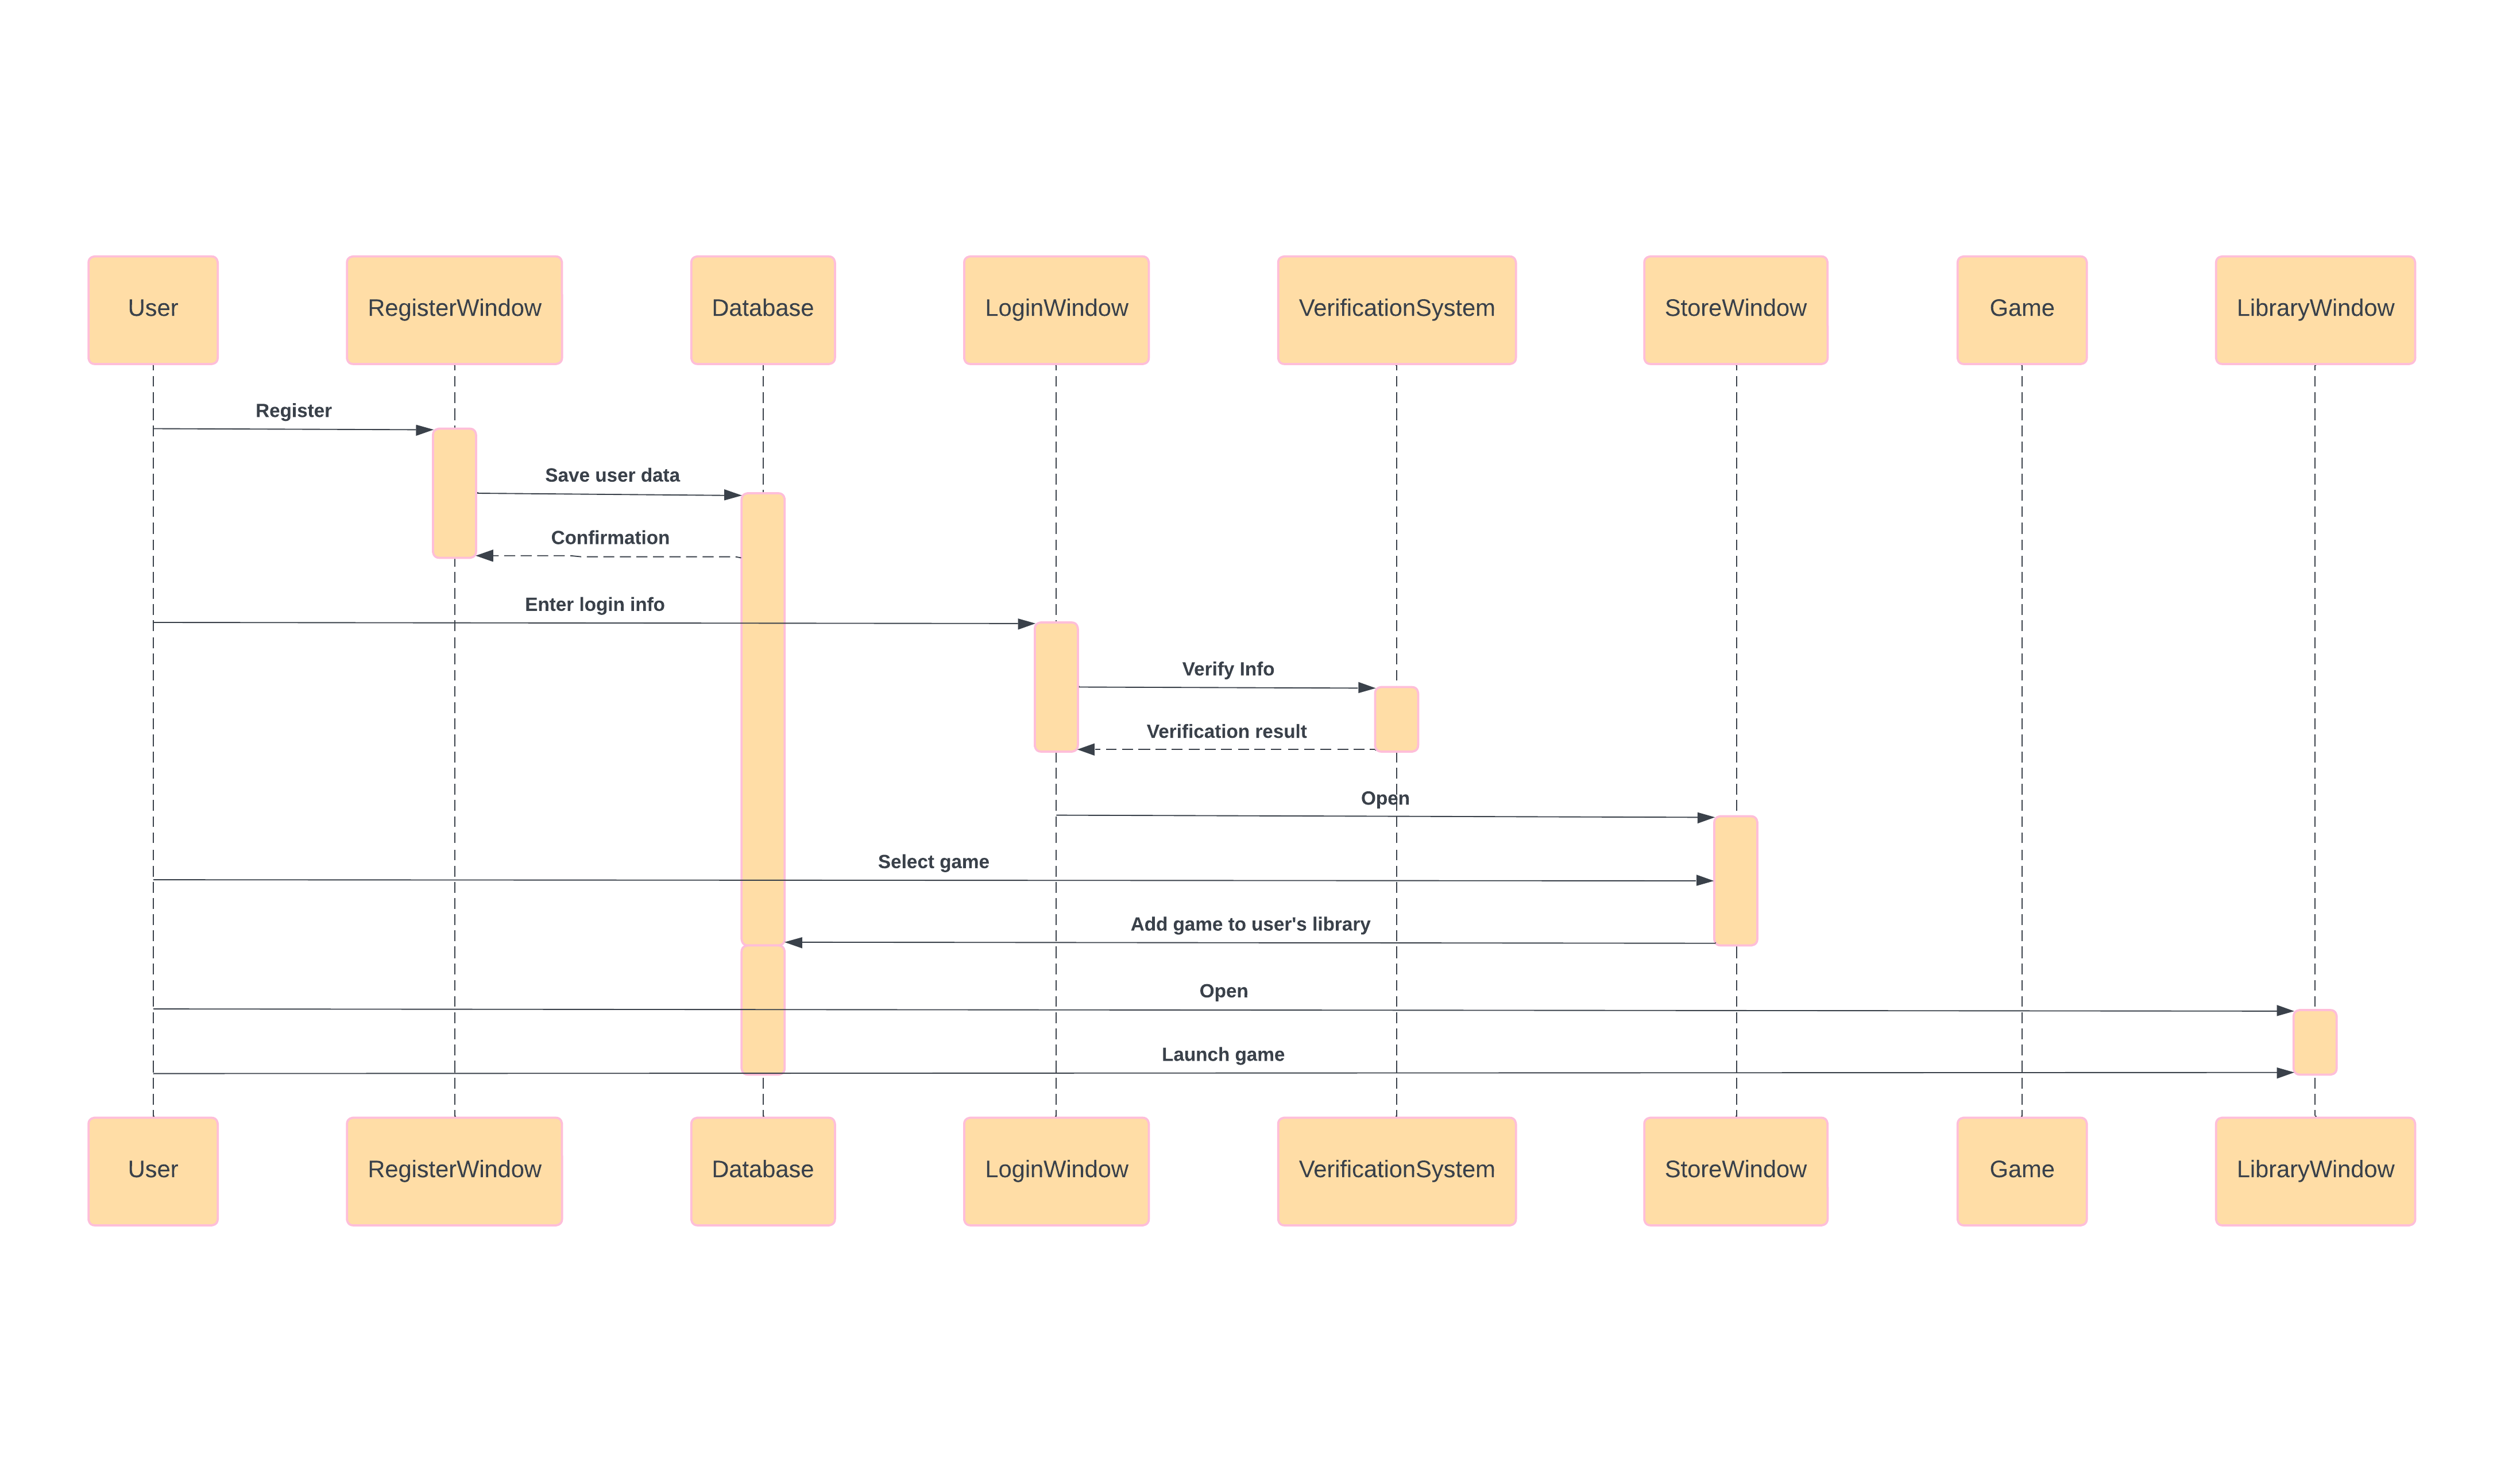 User
RegisterWindow
Database
LoginWindow
VerificationSystem
StoreWindow
Game
LibraryWindow
Register
Save user data
Confirmation
Enter login info
Verify Info
Verification result
Open
Select game
Add game to user's library
Open
Launch game
User
RegisterWindow
Database
LoginWindow
VerificationSystem
StoreWindow
Game
LibraryWindow